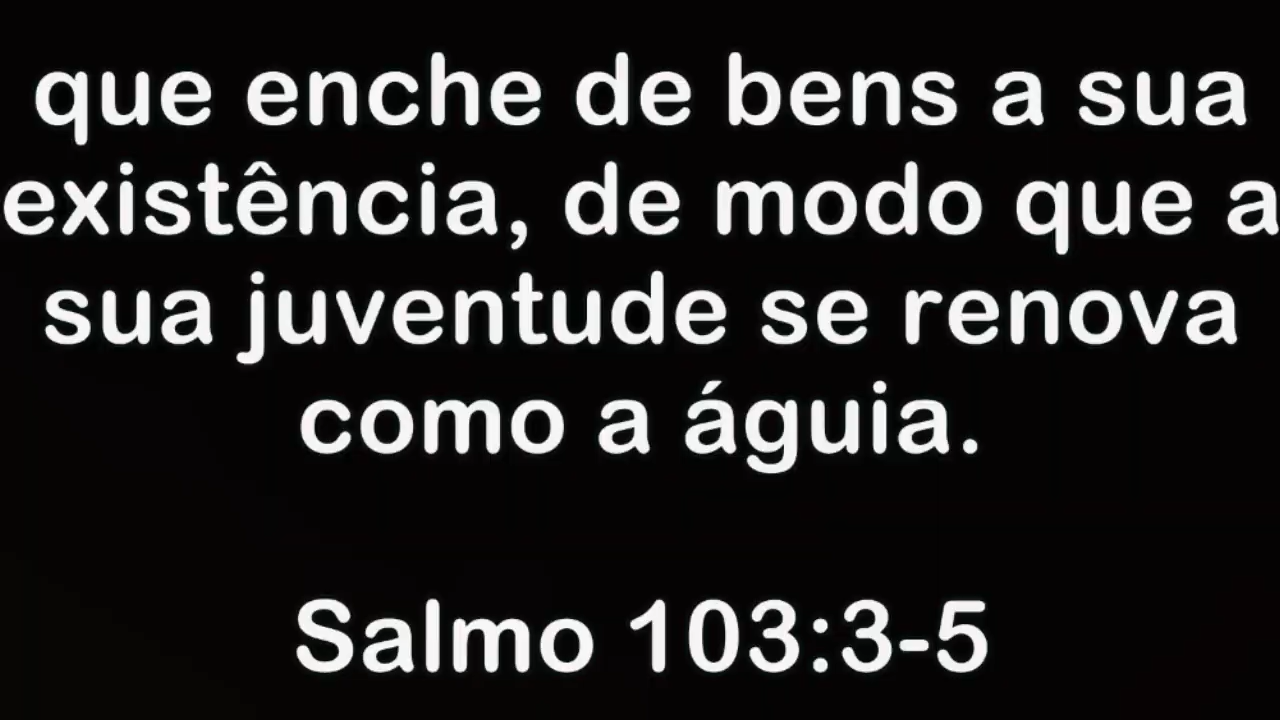 que enche de bens a sua
existência, de modo que a
sua juventude se renova
como a águia.
Salmo 103:3-5